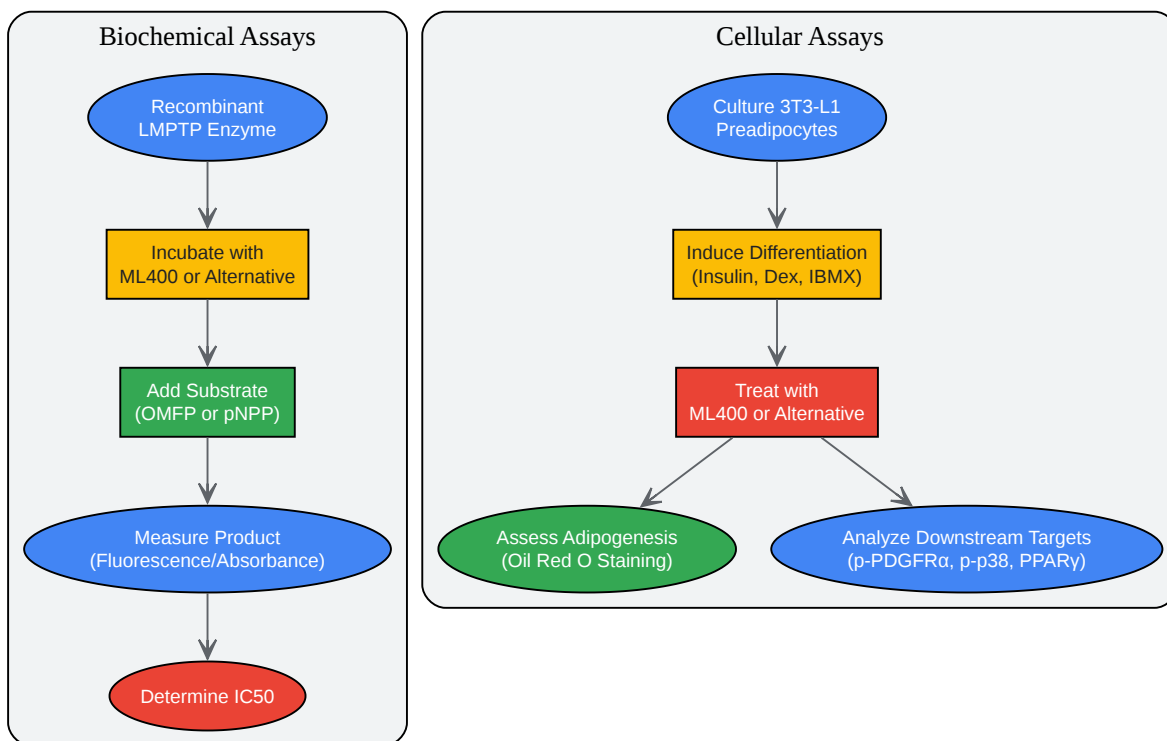 Biochemical Assays
Recombinant
LMPTP Enzyme
Incubate with
ML400 or Alternative
Add Substrate
(OMFP or pNPP)
Measure Product
(Fluorescence/Absorbance)
Determine IC50
Cellular Assays
Culture 3T3-L1
Preadipocytes
Induce Differentiation
(Insulin, Dex, IBMX)
Treat with
ML400 or Alternative
Assess Adipogenesis
(Oil Red O Staining)
Analyze Downstream Targets
(p-PDGFRα, p-p38, PPARγ)